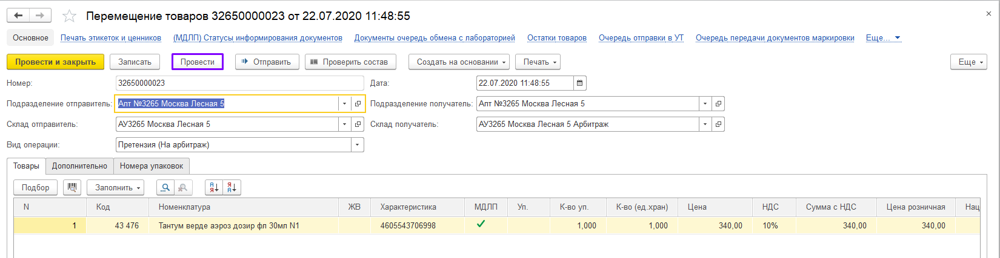 Перемещение товаров 32650000023 от 22.07.2020 11:48:55
Основное Печать этикеток и ценников (МДЛП) Статусы информирования документов Документы очередь обмена с лабораторией Остатки товаров Очередь отправки в УТ Очередь передачи документов маркировки Еще...
Провести и закрыть Записать Провести Отправить Проверить состав Создать на основании Печать Еще
Номер: 32650000023 Дата: 22.07.2020 11:48:55
Подразделение отправитель: Апт №3265 Москва Лесная 5 Подразделение получатель: Апт №3265 Москва Лесная 5
Склад отправитель: АУ3265 Москва Лесная 5 Склад получатель: АУ3265 Москва Лесная 5 Арбитраж
Вид операции: Претензия (На арбитраж)
Товары Дополнительно Номера упаковок
Подбор Заполнить
N Код Номенклатура ЖВ Характеристика МДЛП Уп. К-во уп. К-во (ед.хран) Цена НДС Сумма с НДС Цена розничная Нац
1 43 476 Тантум верде аэроз дозир фл 30мл N1 4605543706998 1,000 1,000 340,00 10% 340,00 340,00